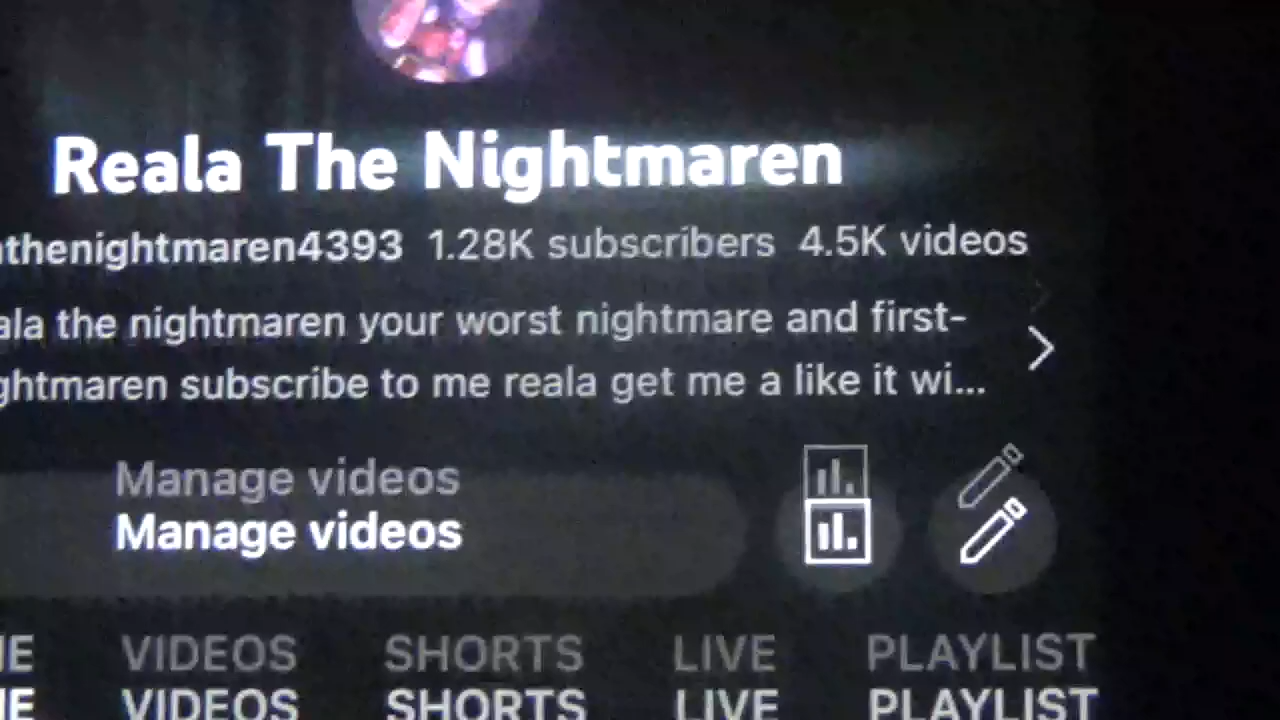 Reala The Nightmaren
thenightmaren4393 1.28K subscribers 4.5K videos
ala the nightmaren your worst nightmare and first-
ghtmaren subscribe to me reala get me a like it wi...
Manage videos
Manage videos
VIDEOS SHORTS LIVE PLAYLIST
VIDEOS SHORTS LIVE PLAYLIST